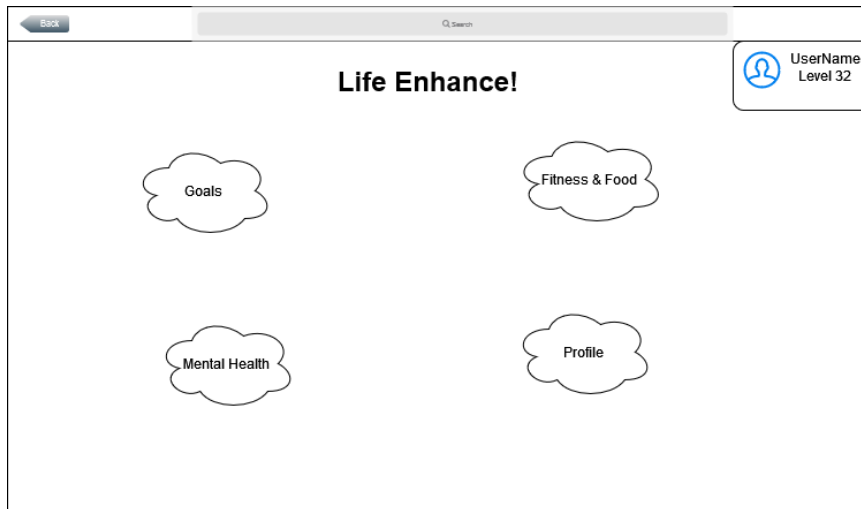 Back
Search
UserName
Level 32
Life Enhance!
Goals
Fitness & Food
Mental Health
Profile